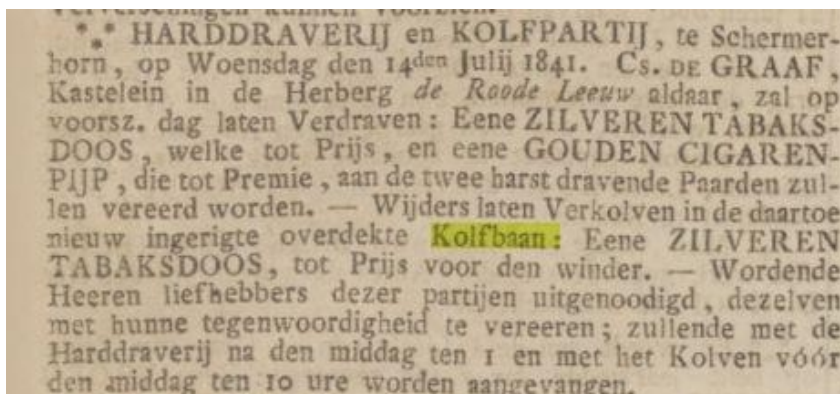 *** HARDDRAVERIJ en KOLFPARTIJ, te Schermer-
horn, op Woensdag den 14den Julij 1841. Cs. DE GRAAF,
Kastelein in de Herberg de Roode Leeuw aldaar, zal op
voorsz. dag laten Verdraven: Eene ZILVEREN TABAKS-
DOOS, welke tot Prijs, en eene GOUDEN CIGAREN-
PIJP, die tot Premie, aan de twee harst dravende Paarden zul-
len vereerd worden. — Wijders laten Verkolven in de daartoe
nieuw ingerigte overdekte Kolfbaan: Eene ZILVEREN
TABAKSDOOS, tot Prijs voor den winder. — Wordende
Heeren liefhebbers dezer partijen uitgenoodigd, dezelven
met hunne tegenwoordigheid te vereeren; zullende met de
Harddraverij na den middag ten 1 en met het Kolven vóór
den middag ten 10 ure worden aangevangen.